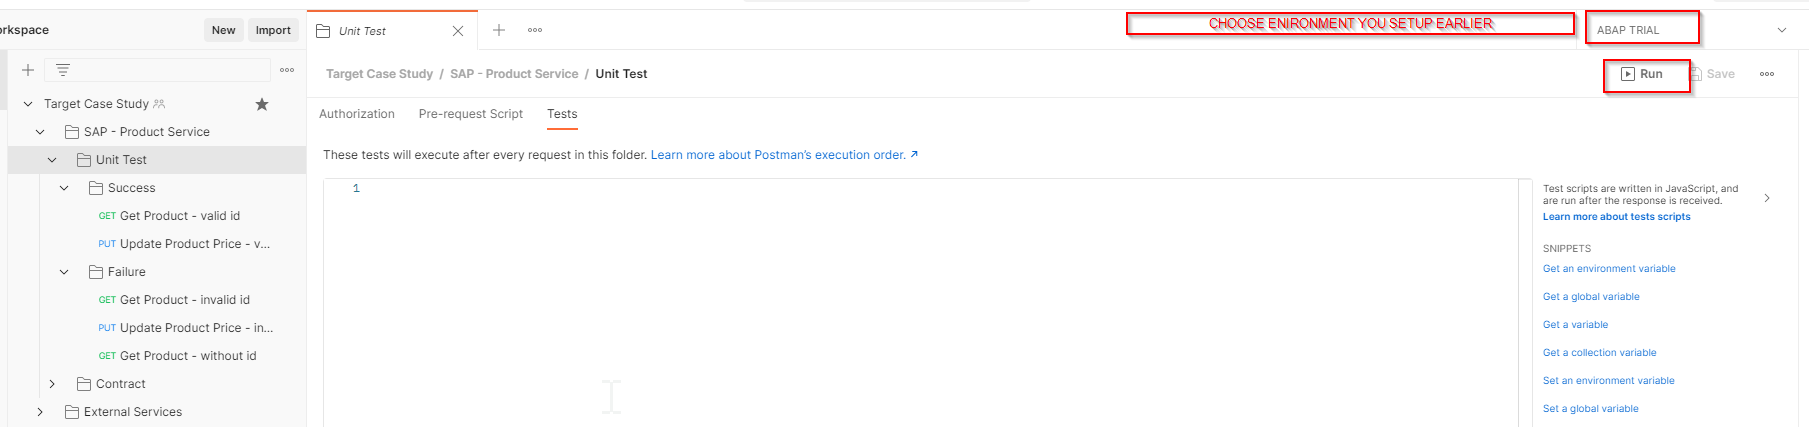 orkspace
New
Import
Unit Test
CHOOSE ENIRONMENT YOU SETUP EARLIER
ABAP TRIAL
Target Case Study / SAP - Product Service / Unit Test
Run
Save
Target Case Study
SAP - Product Service
Unit Test
Success
GET Get Product - valid id
PUT Update Product Price - v...
Failure
GET Get Product - invalid id
PUT Update Product Price - in...
GET Get Product - without id
Contract
External Services
Authorization
Pre-request Script
Tests
These tests will execute after every request in this folder. Learn more about Postman's execution order. ↗
1
Test scripts are written in JavaScript, and
are run after the response is received.
Learn more about tests scripts
SNIPPETS
Get an environment variable
Get a global variable
Get a variable
Get a collection variable
Set an environment variable
Set a global variable